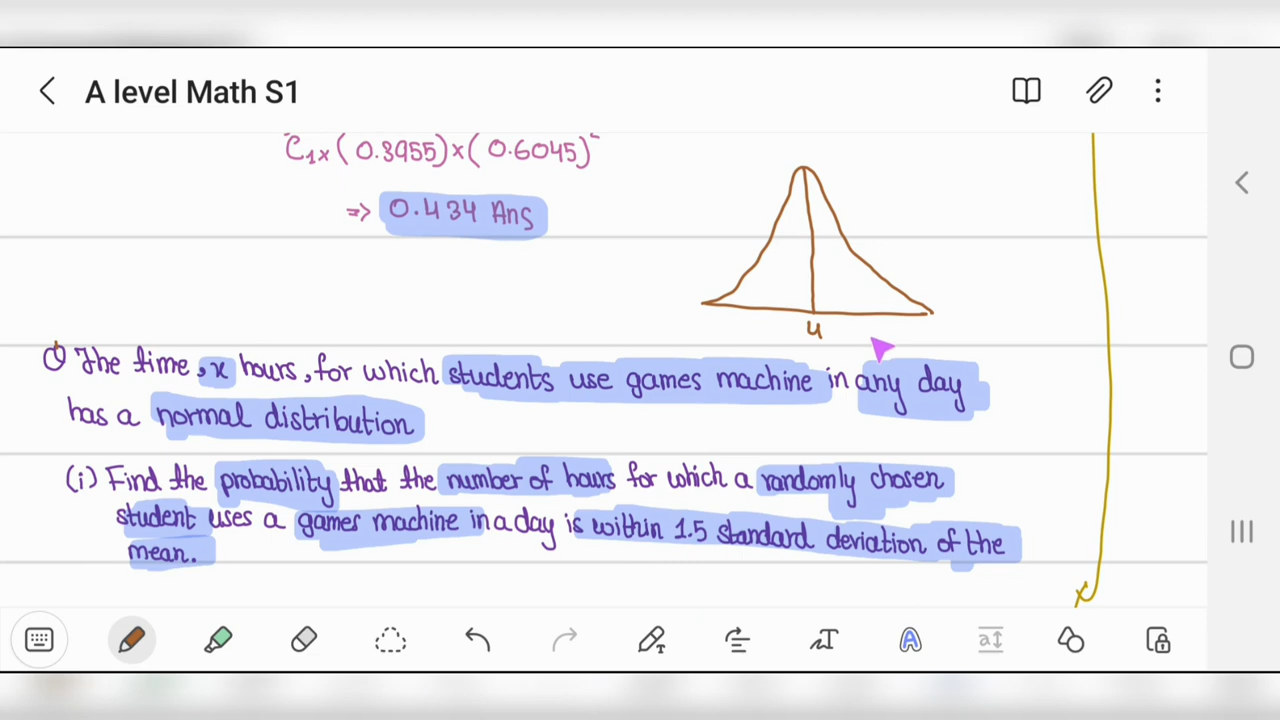 A level Math S1
C₁×(0.3955)×(0.6045)²
=> 0.434 Ans
u
The time, x hours, for which students use games machine in any day
has a normal distribution
(i) Find the probability that the number of hours for which a randomly chosen
student uses a games machine in a day is within 1.5 standard deviation of the
mean.